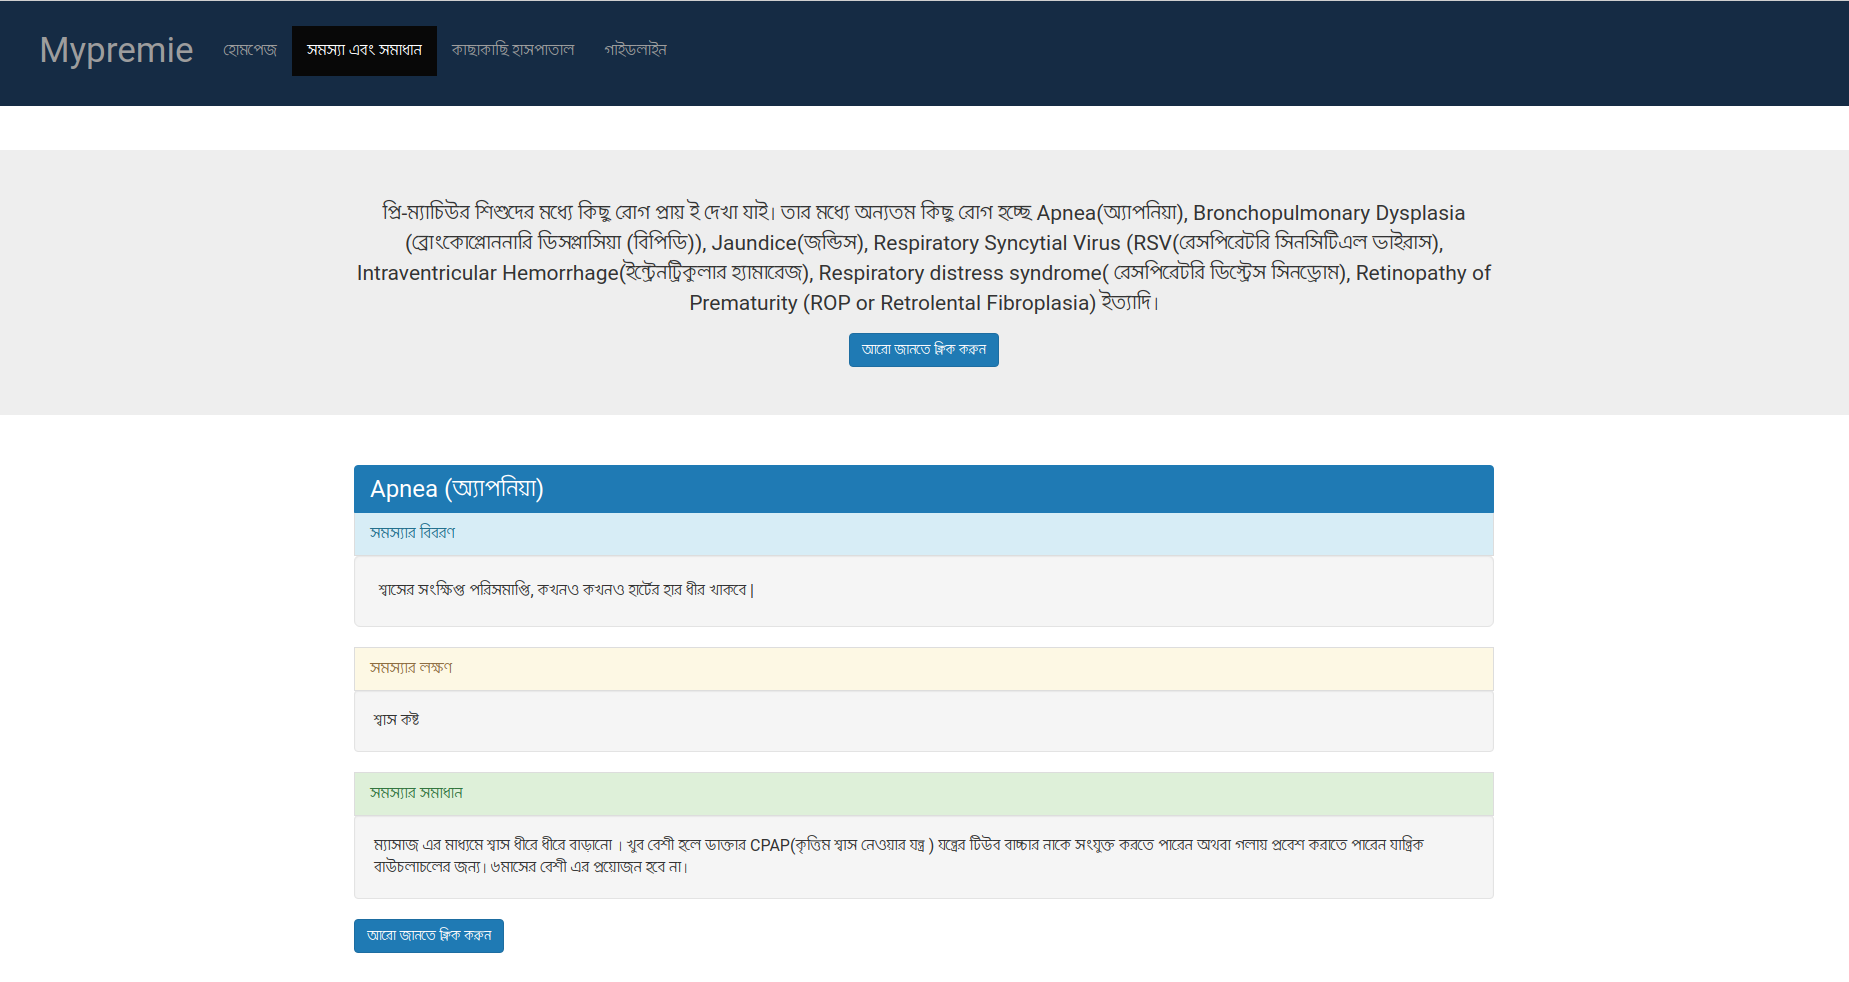 Mypremie হোমপেজ সমস্যা এবং সমাধান কাছাকাছি হাসপাতাল গাইডলাইন
প্রি-ম্যাচিউর শিশুদের মধ্যে কিছু রোগ প্রায় ই দেখা যাই। তার মধ্যে অন্যতম কিছু রোগ হচ্ছে Apnea(অ্যাপনিয়া), Bronchopulmonary Dysplasia
(ব্রোংকোপ্লোননারি ডিসপ্লাসিয়া (বিপিডি)), Jaundice(জন্ডিস), Respiratory Syncytial Virus (RSV(রেসপিরেটরি সিনসিটিএল ভাইরাস),
Intraventricular Hemorrhage(ইন্ট্রেনট্রিকুলার হ্যামারেজ), Respiratory distress syndrome( রেসপিরেটরি ডিস্ট্রেস সিনড্রোম), Retinopathy of
Prematurity (ROP or Retrolental Fibroplasia) ইত্যাদি।
আরো জানতে ক্লিক করুন
Apnea (অ্যাপনিয়া)
সমস্যার বিবরণ
শ্বাসের সংক্ষিপ্ত পরিসমাপ্তি, কখনও কখনও হার্টের হার ধীর খাকবে |
সমস্যার লক্ষণ
শ্বাস কষ্ট
সমস্যার সমাধান
ম্যাসাজ এর মাধ্যমে শ্বাস ধীরে ধীরে বাড়ানো । খুব বেশী হলে ডাক্তার CPAP(কৃত্তিম শ্বাস নেওয়ার যন্ত্র ) যন্ত্রের টিউব বাচ্চার নাকে সংযুক্ত করতে পারেন অথবা গলায় প্রবেশ করাতে পারেন যান্ত্রিক
বাউচলাচলের জন্য। ৬মাসের বেশী এর প্রয়োজন হবে না।
আরো জানতে ক্লিক করুন